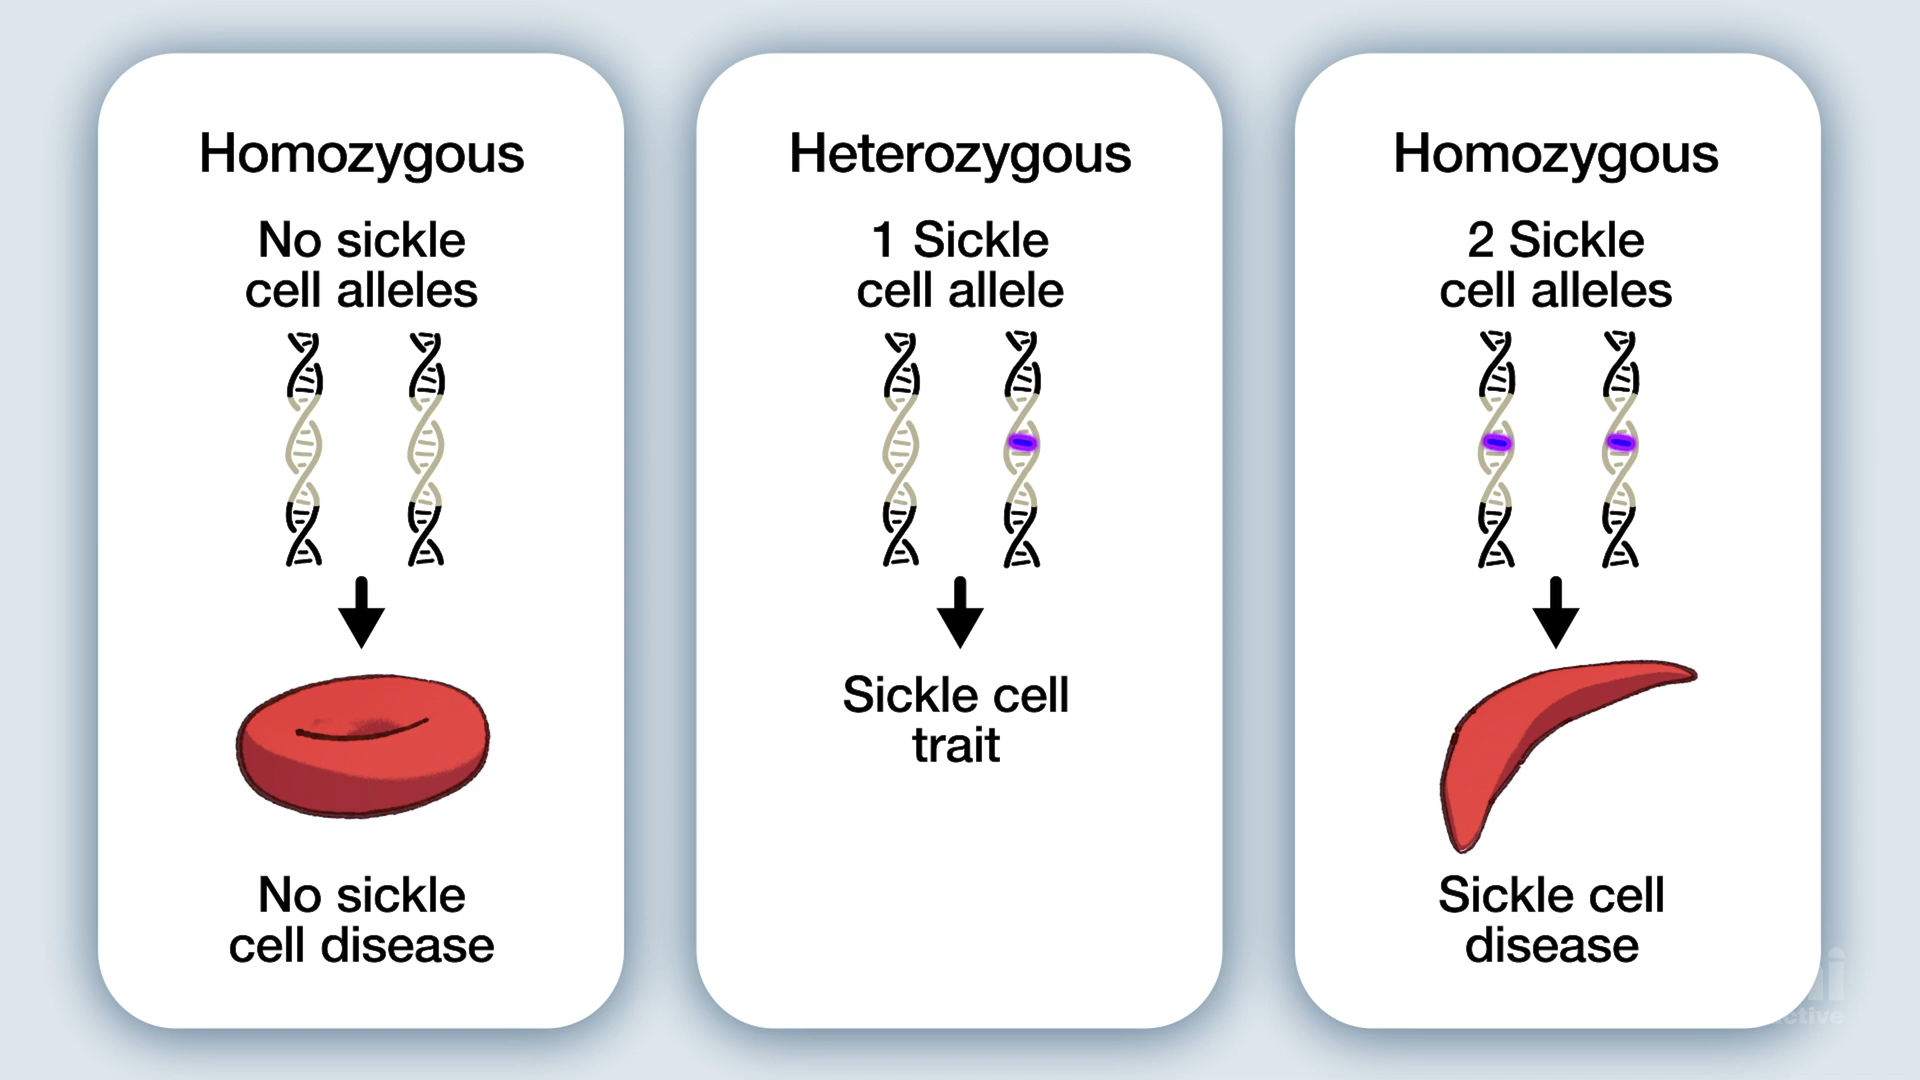 Homozygous
No sickle
cell alleles
No sickle
cell disease
Heterozygous
1 Sickle
cell allele
Sickle cell
trait
Homozygous
2 Sickle
cell alleles
Sickle cell
disease